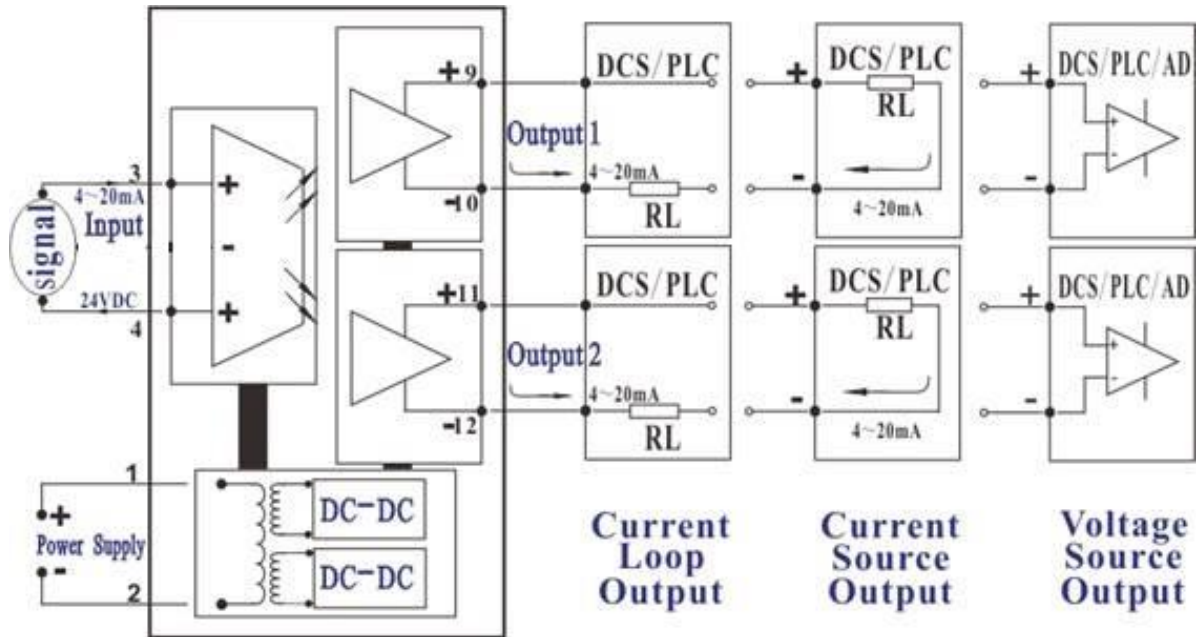 signal
3
4~20mA
Input
24VDC
4
+
-
+
+9
-10
+11
-12
Output 1
4~20mA
RL
DCS/PLC
Output 2
4~20mA
RL
DCS/PLC
+
-
DCS/PLC
RL
4~20mA
+
-
DCS/PLC
RL
4~20mA
+
-
DCS/PLC/AD
+
-
+
-
DCS/PLC/AD
+
-
1
+
Power Supply
-
2
DC-DC
DC-DC
Current
Loop
Output
Current
Source
Output
Voltage
Source
Output